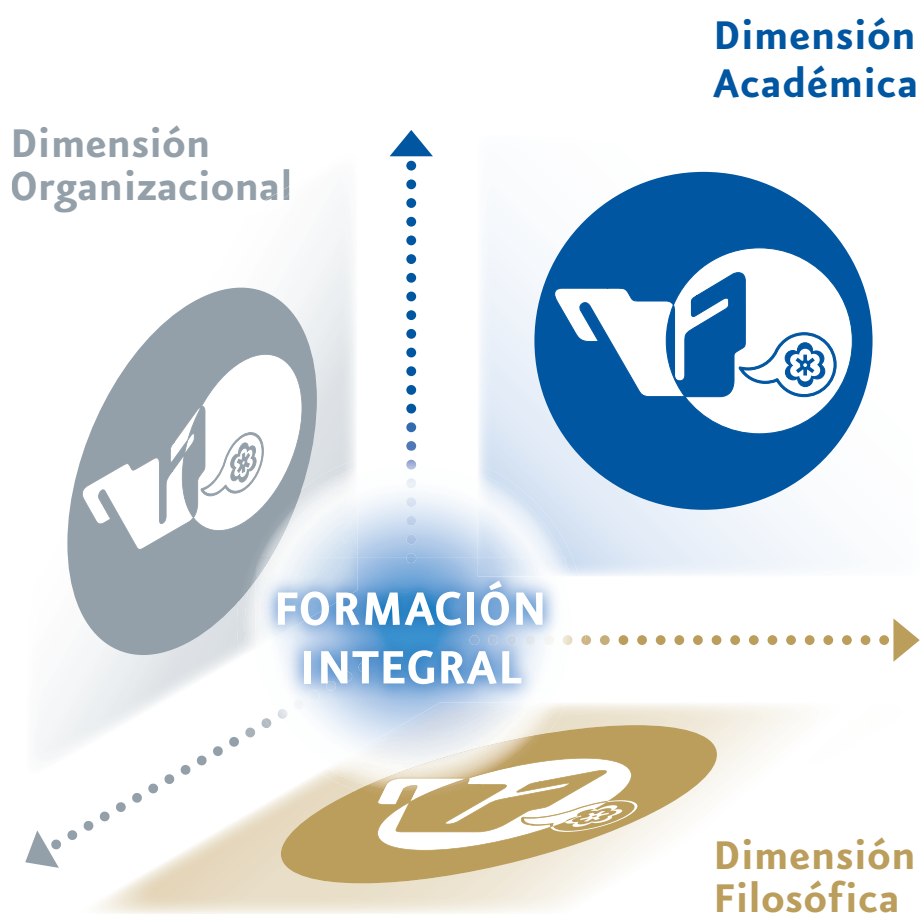 Dimensión
Académica
Dimensión
Organizacional
FORMACIÓN
INTEGRAL
Dimensión
Filosófica